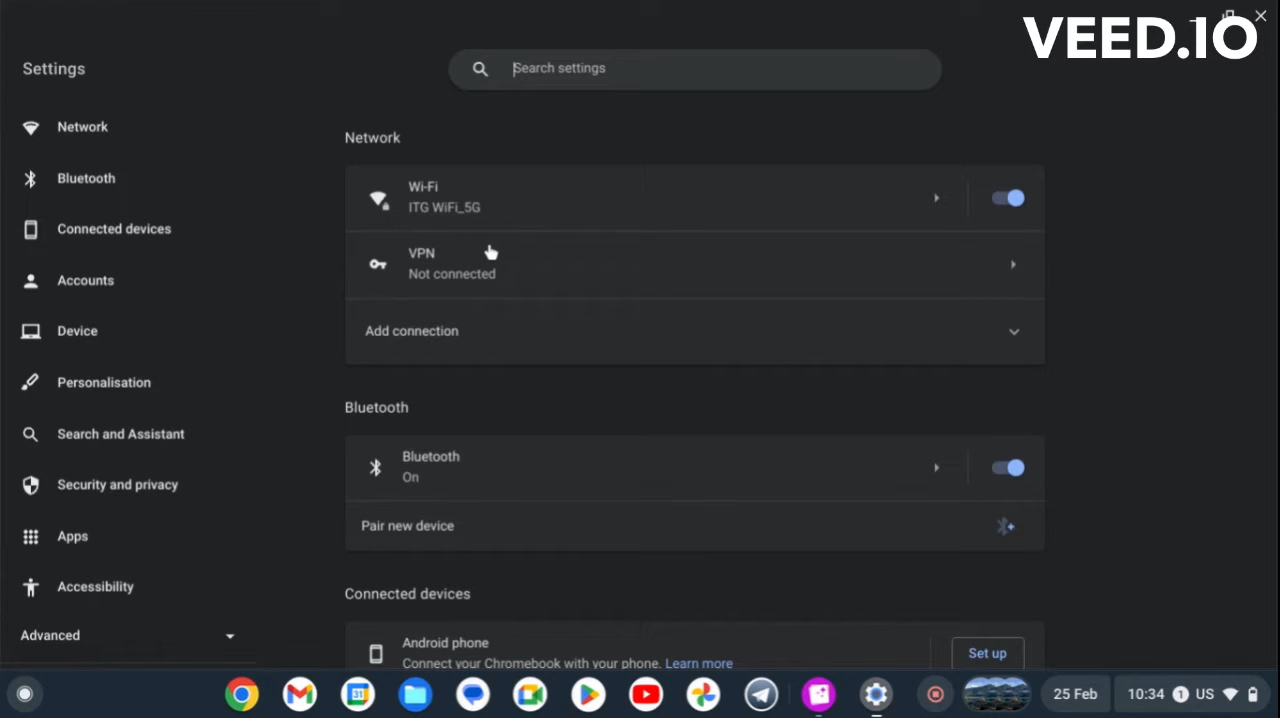 VEED.IO
Settings
Search settings
Network
Bluetooth
Connected devices
Accounts
Device
Personalisation
Search and Assistant
Security and privacy
Apps
Accessibility
Advanced
Network
Wi-Fi
ITG WiFi_5G
VPN
Not connected
Add connection
Bluetooth
Bluetooth
On
Pair new device
Connected devices
Android phone
Connect your Chromebook with your phone. Learn more
Set up
31
25 Feb
10:34 1 US